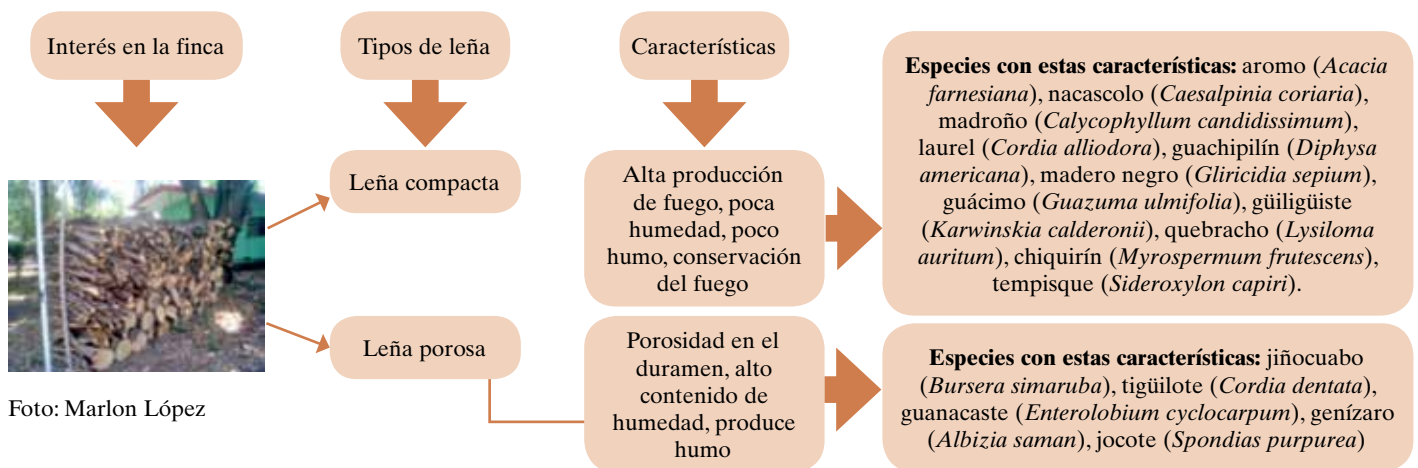 Interés en la finca
Tipos de leña
Características
Leña compacta
Alta producción
de fuego, poca
humedad, poco
humo, conservación
del fuego
Especies con estas características: aromo (Acacia
farnesiana), nacascolo (Caesalpinia coriaria),
madroño (Calycophyllum candidissimum),
laurel (Cordia alliodora), guachipilín (Diphysa
americana), madero negro (Gliricidia sepium),
guácimo (Guazuma ulmifolia), güiligüiste
(Karwinskia calderonii), quebracho (Lysiloma
auritum), chiquirín (Myrospermum frutescens),
tempisque (Sideroxylon capiri).
Leña porosa
Porosidad en el
duramen, alto
contenido de
humedad, produce
humo
Especies con estas características: jiñocuabo
(Bursera simaruba), tigüilote (Cordia dentata),
guanacaste (Enterolobium cyclocarpum), genízaro
(Albizia saman), jocote (Spondias purpurea)
Foto: Marlon López